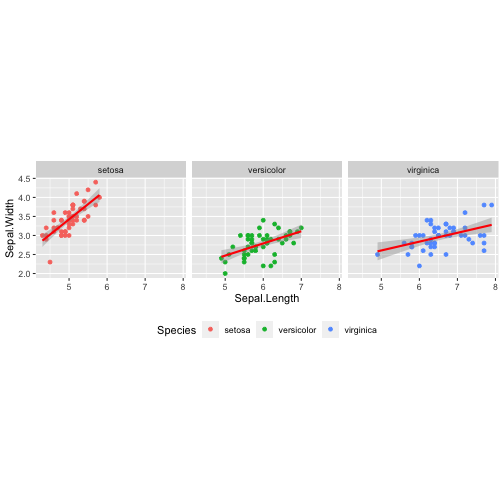 setosa versicolor virginica
4.5
4.0
3.5
3.0
2.5
2.0
Sepal.Width
5 6 7 8 5 6 7 8 5 6 7 8
Sepal.Length
Species setosa versicolor virginica